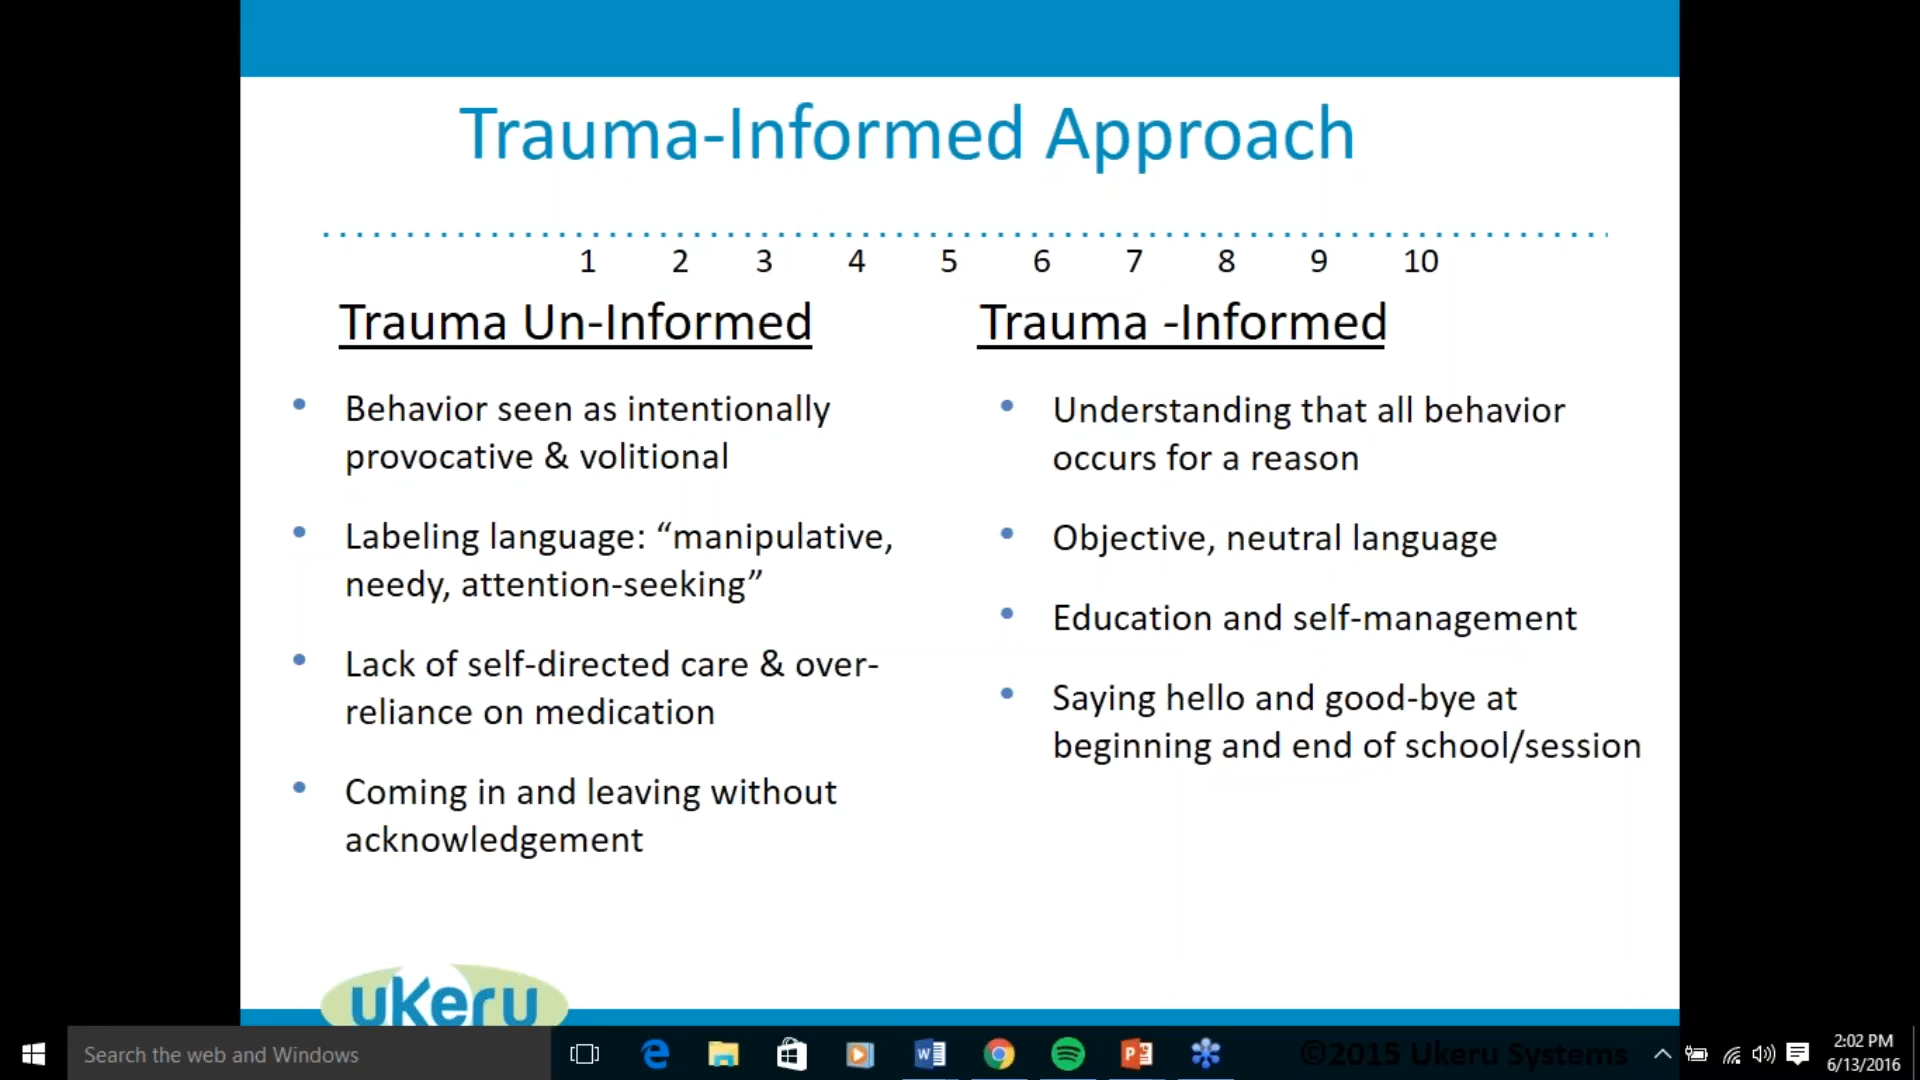 Trauma-Informed Approach
1 2 3 4 5 6 7 8 9 10
Trauma Un-Informed
• Behavior seen as intentionally
provocative & volitional
• Labeling language: “manipulative,
needy, attention-seeking”
• Lack of self-directed care & over-
reliance on medication
• Coming in and leaving without
acknowledgement
Trauma -Informed
• Understanding that all behavior
occurs for a reason
• Objective, neutral language
• Education and self-management
• Saying hello and good-bye at
beginning and end of school/session
ukeru
Search the web and Windows
©2015 Ukeru Systems
2:02 PM
6/13/2016